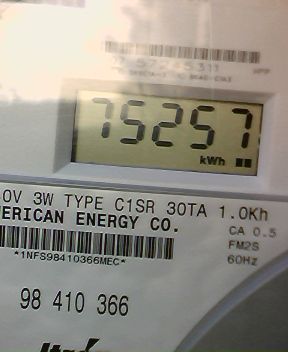 75257
kWh
0V 3W TYPE C1SR 30TA 1.0Kh
ERICAN ENERGY CO.
CA 0.5
FM2S
60Hz
*1NFS98410366MEC*
98 410 366